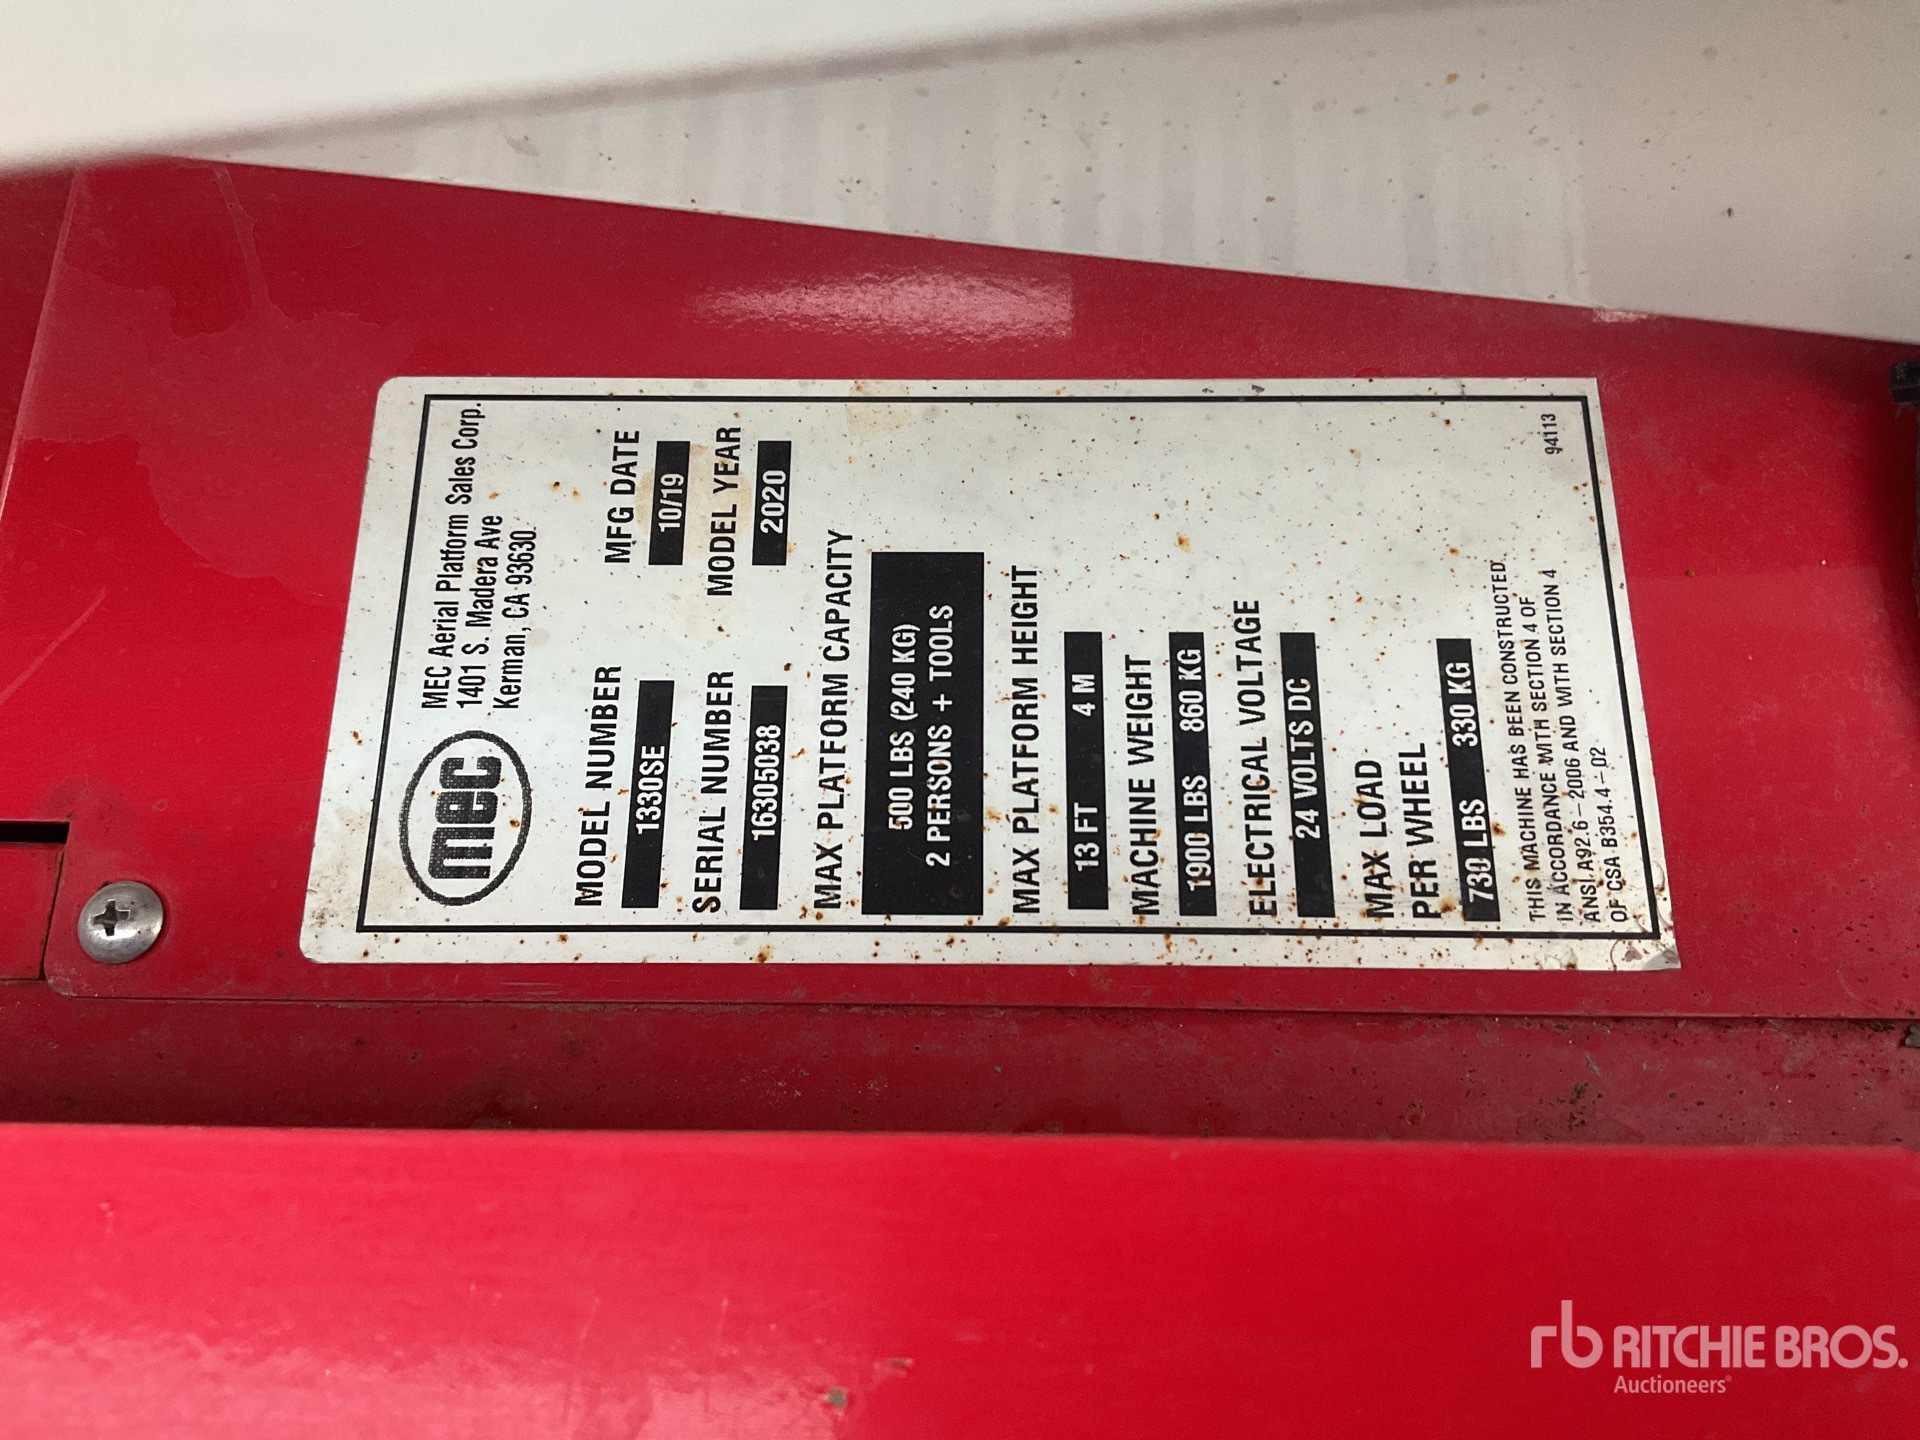 mec
MEC Aerial Platform Sales Corp.
1401 S. Madera Ave
Kerman, CA 93630
MODEL NUMBER
1330SE
MFG DATE
10/19
SERIAL NUMBER
16305038
MODEL YEAR
2020
MAX PLATFORM CAPACITY
500 LBS (240 KG)
2 PERSONS + TOOLS
MAX PLATFORM HEIGHT
13 FT 4 M
MACHINE WEIGHT
1900 LBS 860 KG
ELECTRICAL VOLTAGE
24 VOLTS DC
MAX LOAD
PER WHEEL
730 LBS 330 KG
THIS MACHINE HAS BEEN CONSTRUCTED
IN ACCORDANCE WITH SECTION 4 OF
ANSI A92.6–2006 AND WITH SECTION 4
OF CSA B354.4–02
94113
rb RITCHIE BROS.
Auctioneers